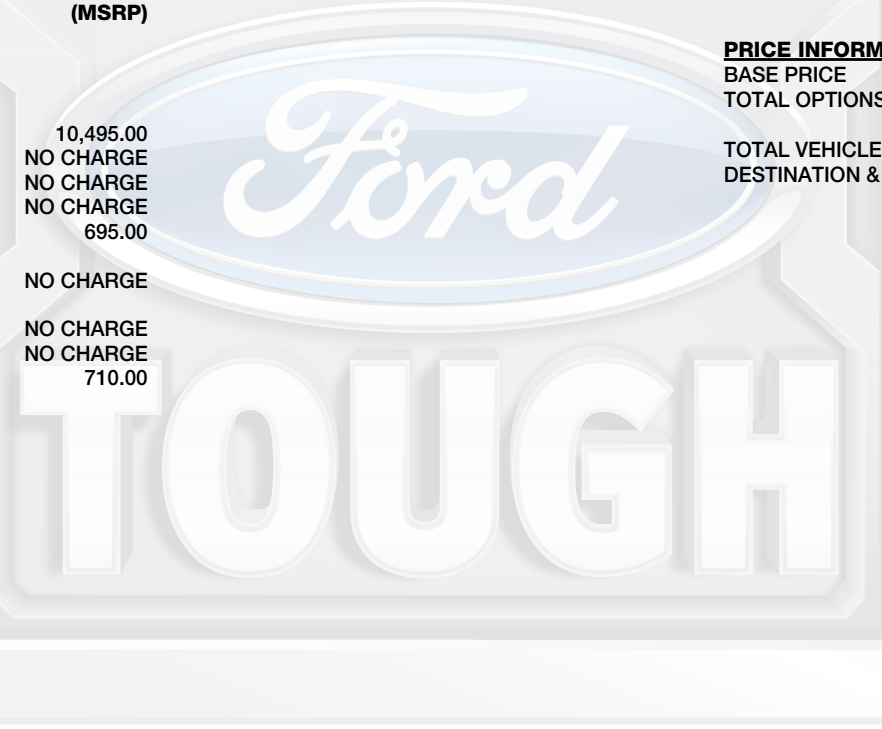 (MSRP)
10,495.00
NO CHARGE
NO CHARGE
NO CHARGE
695.00
NO CHARGE
NO CHARGE
NO CHARGE
710.00
PRICE INFORM
BASE PRICE
TOTAL OPTIONS
TOTAL VEHICLE
DESTINATION &
Ford
TOUGH